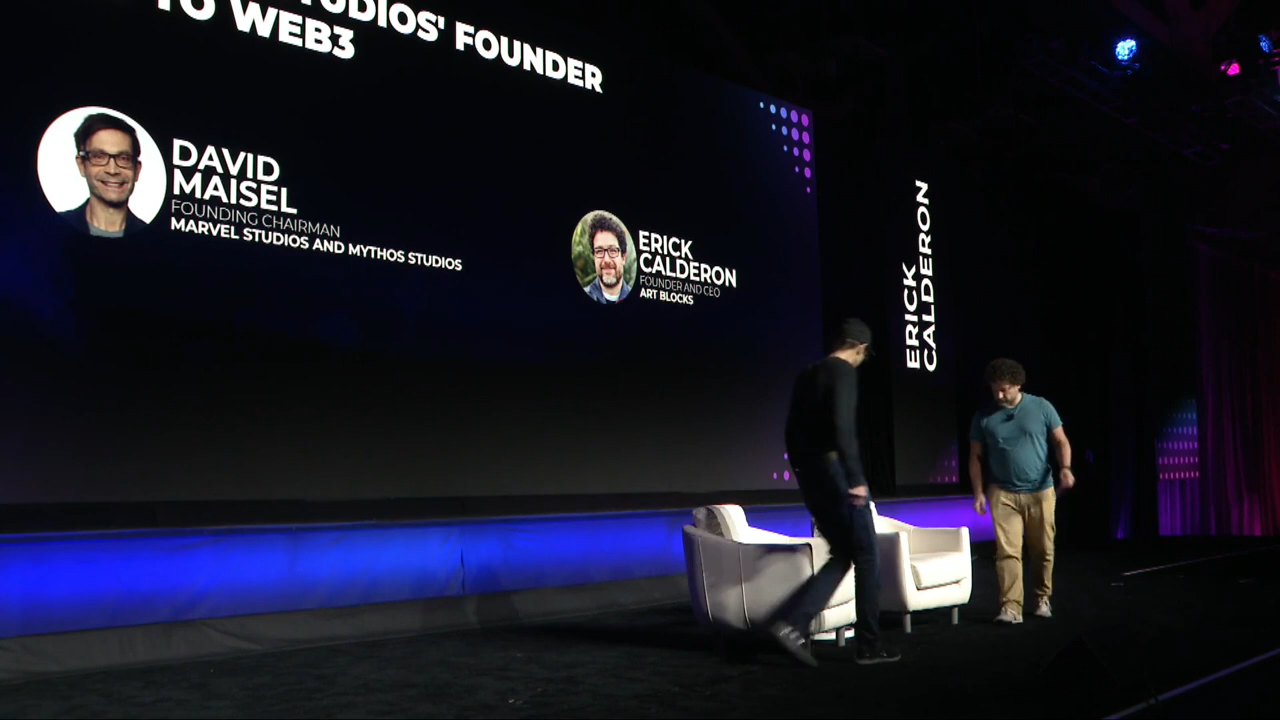 STUDIOS' FOUNDER
TO WEB3
DAVID
MAISEL
FOUNDING CHAIRMAN
MARVEL STUDIOS AND MYTHOS STUDIOS
ERICK
CALDERON
FOUNDER AND CEO
ART BLOCKS
ERICK
CALDERON